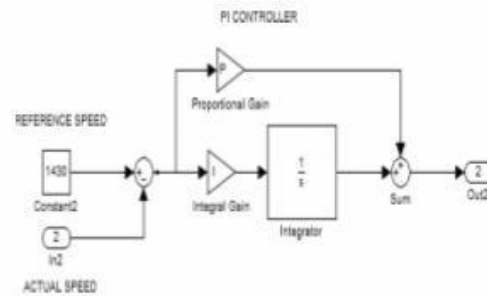 PI CONTROLLER
P
Proportional Gain
REFERENCE SPEED
1430
Constant2
+
-
I
Integral Gain
1
s
Integrator
+
+
Sum
2
Out2
2
In2
ACTUAL SPEED